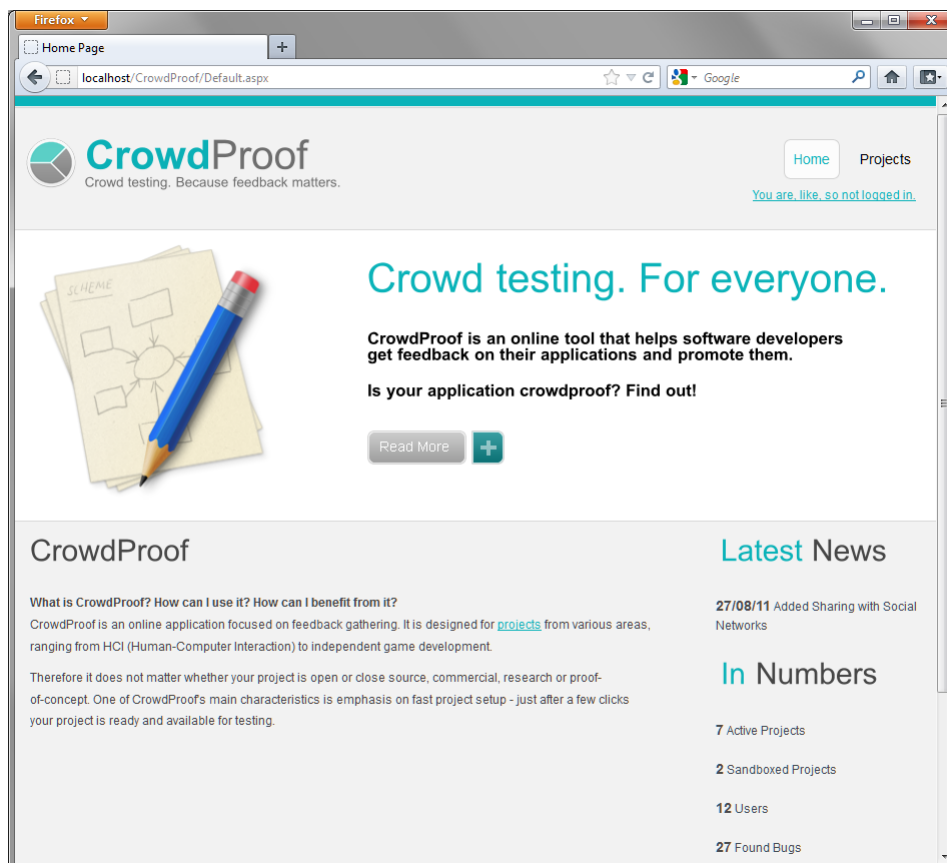 Firefox
Home Page
localhost/CrowdProof/Default.aspx
Google
CrowdProof
Crowd testing. Because feedback matters.
Home
Projects
You are, like, so not logged in.
SCHEME
Crowd testing. For everyone.
CrowdProof is an online tool that helps software developers
get feedback on their applications and promote them.
Is your application crowdproof? Find out!
Read More
CrowdProof
What is CrowdProof? How can I use it? How can I benefit from it?
CrowdProof is an online application focused on feedback gathering. It is designed for projects from various areas,
ranging from HCI (Human-Computer Interaction) to independent game development.
Therefore it does not matter whether your project is open or close source, commercial, research or proof-
of-concept. One of CrowdProof's main characteristics is emphasis on fast project setup - just after a few clicks
your project is ready and available for testing.
Latest News
27/08/11 Added Sharing with Social
Networks
In Numbers
7 Active Projects
2 Sandboxed Projects
12 Users
27 Found Bugs